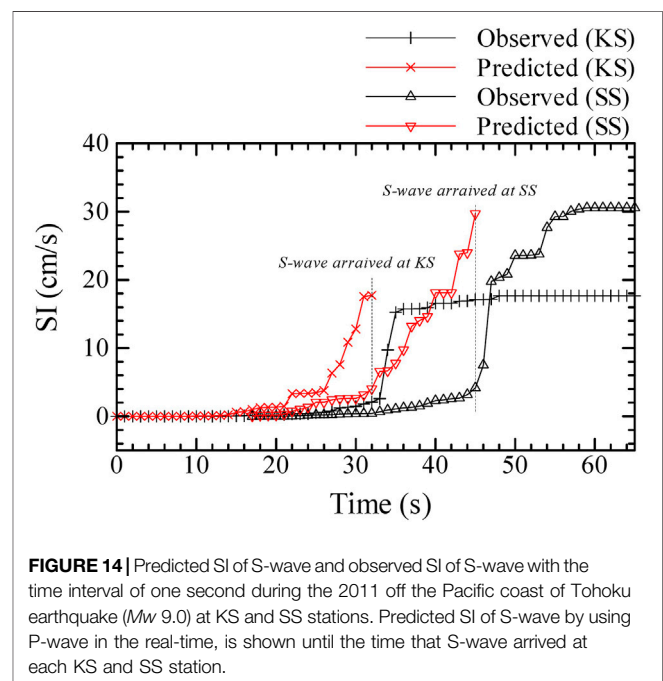 Observed (KS)
Predicted (KS)
Observed (SS)
Predicted (SS)
40
30
20
10
0
SI (cm/s)
S-wave arraived at SS
S-wave arraived at KS
0 10 20 30 40 50 60
Time (s)
FIGURE 14 | Predicted SI of S-wave and observed SI of S-wave with the
time interval of one second during the 2011 off the Pacific coast of Tohoku
earthquake (Mw 9.0) at KS and SS stations. Predicted SI of S-wave by using
P-wave in the real-time, is shown until the time that S-wave arrived at
each KS and SS station.